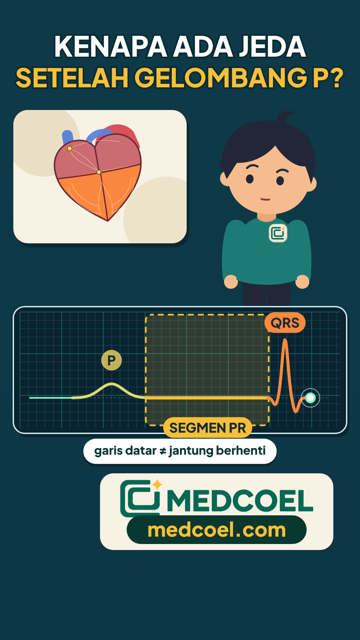 KENAPA ADA JEDA
SETELAH GELOMBANG P?
P
QRS
SEGMEN PR
garis datar ≠ jantung berhenti
MEDCOEL
medcoel.com